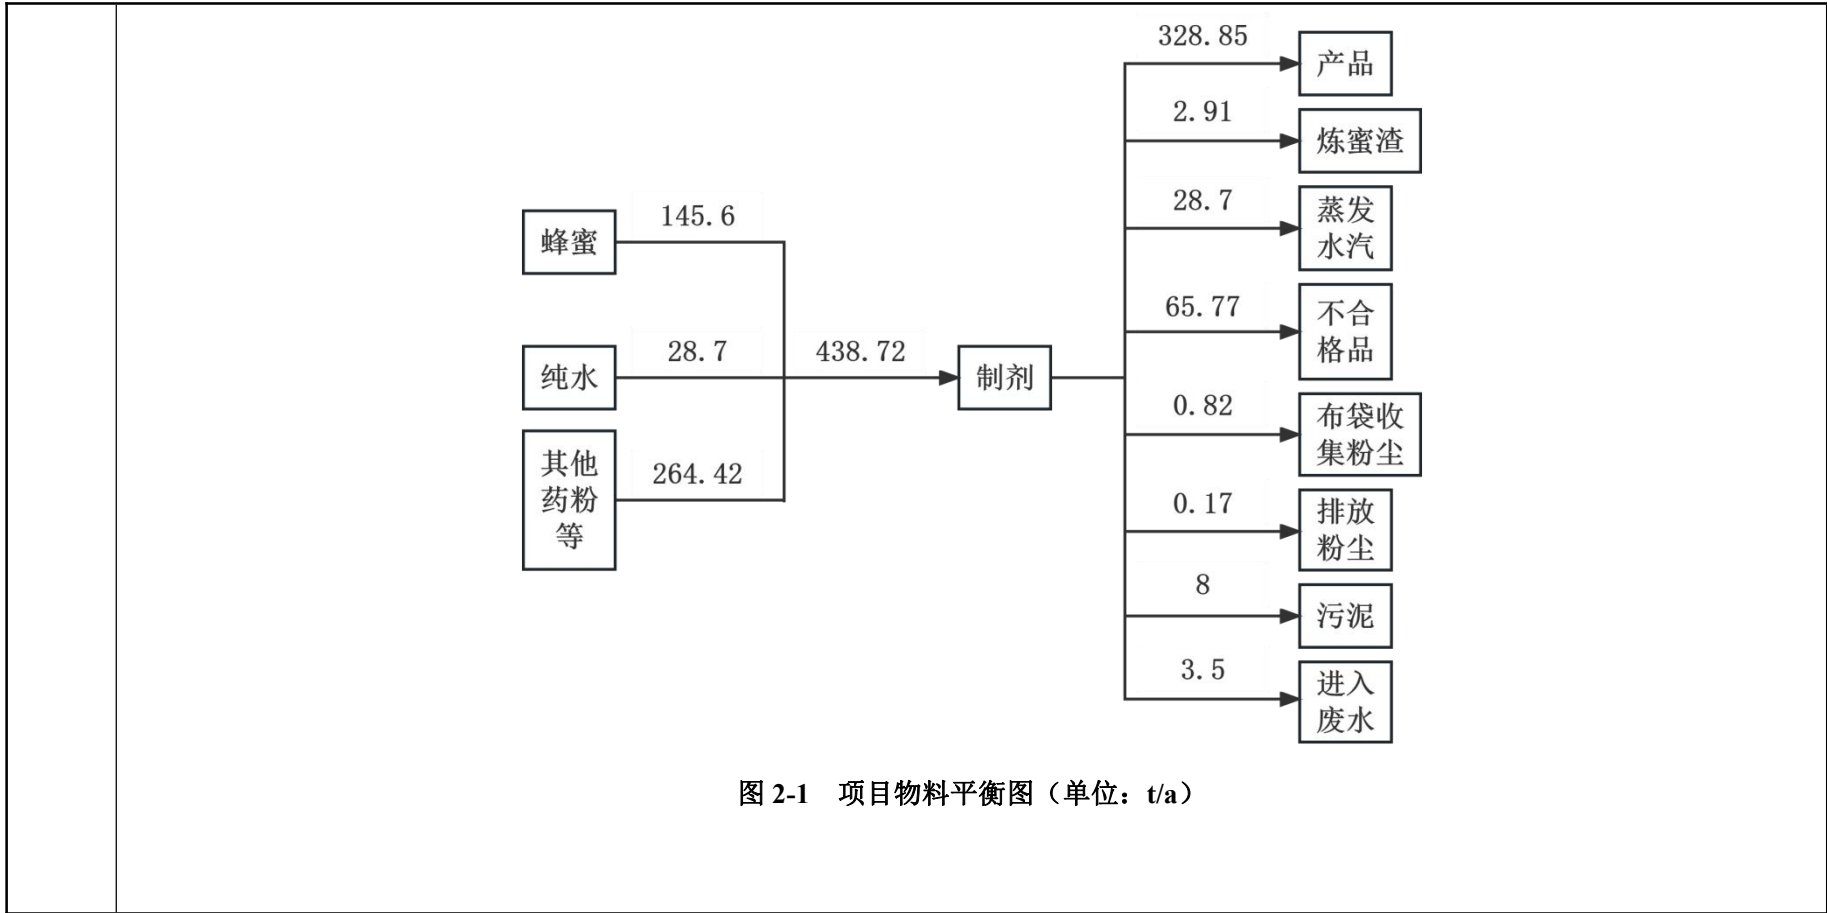 328.85
产品
2.91
炼蜜渣
28.7
蒸发
水汽
145.6
蜂蜜
65.77
不合
格品
28.7
纯水
438.72
制剂
0.82
布袋收
集粉尘
264.42
其他
药粉
等
0.17
排放
粉尘
8
污泥
3.5
进入
废水
图 2-1 项目物料平衡图（单位：t/a）